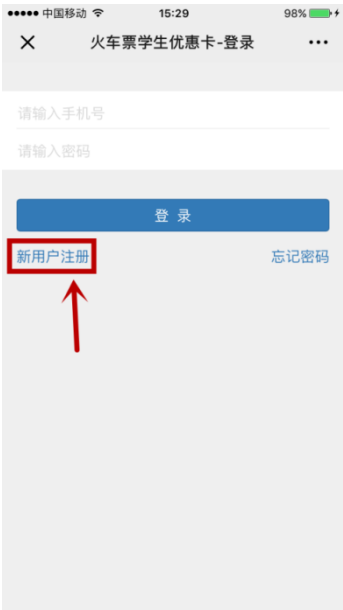 中国移动 15:29 98%
火车票学生优惠卡-登录
请输入手机号
请输入密码
登 录
新用户注册 忘记密码